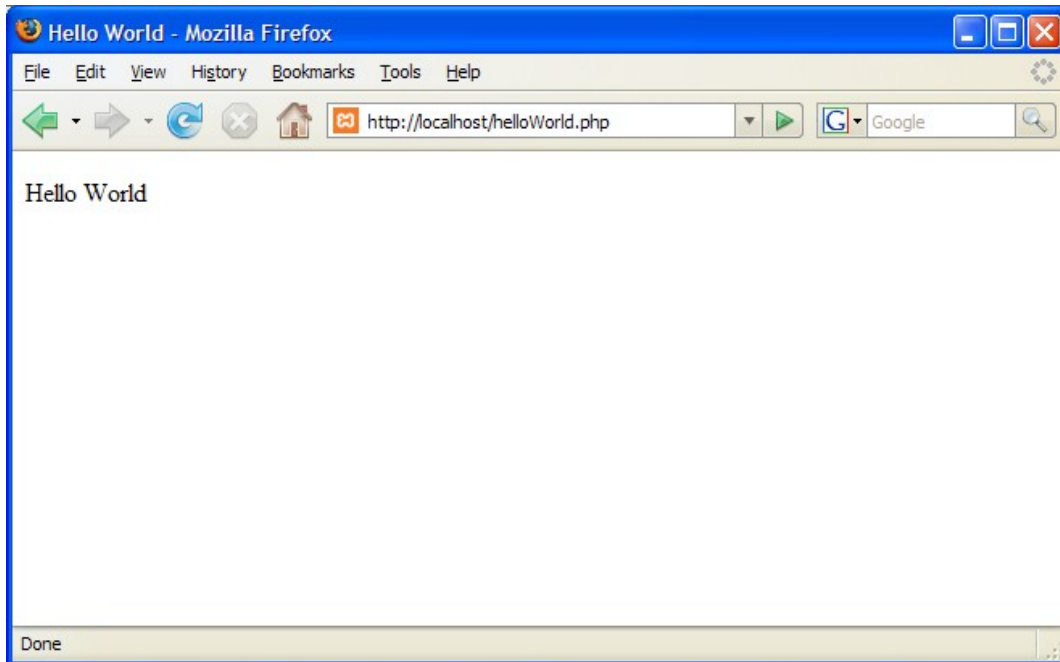 Hello World - Mozilla Firefox
File Edit View History Bookmarks Tools Help
http://localhost/helloWorld.php G Google
Hello World
Done